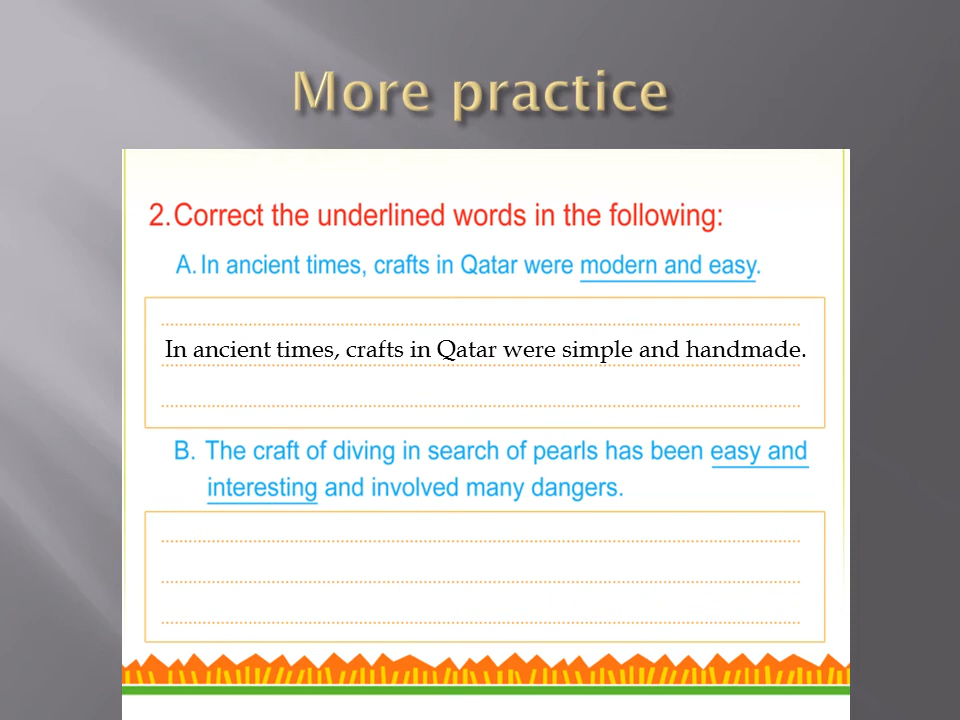 More practice
2.Correct the underlined words in the following:
A. In ancient times, crafts in Qatar were modern and easy.
In ancient times, crafts in Qatar were simple and handmade.
B. The craft of diving in search of pearls has been easy and
interesting and involved many dangers.